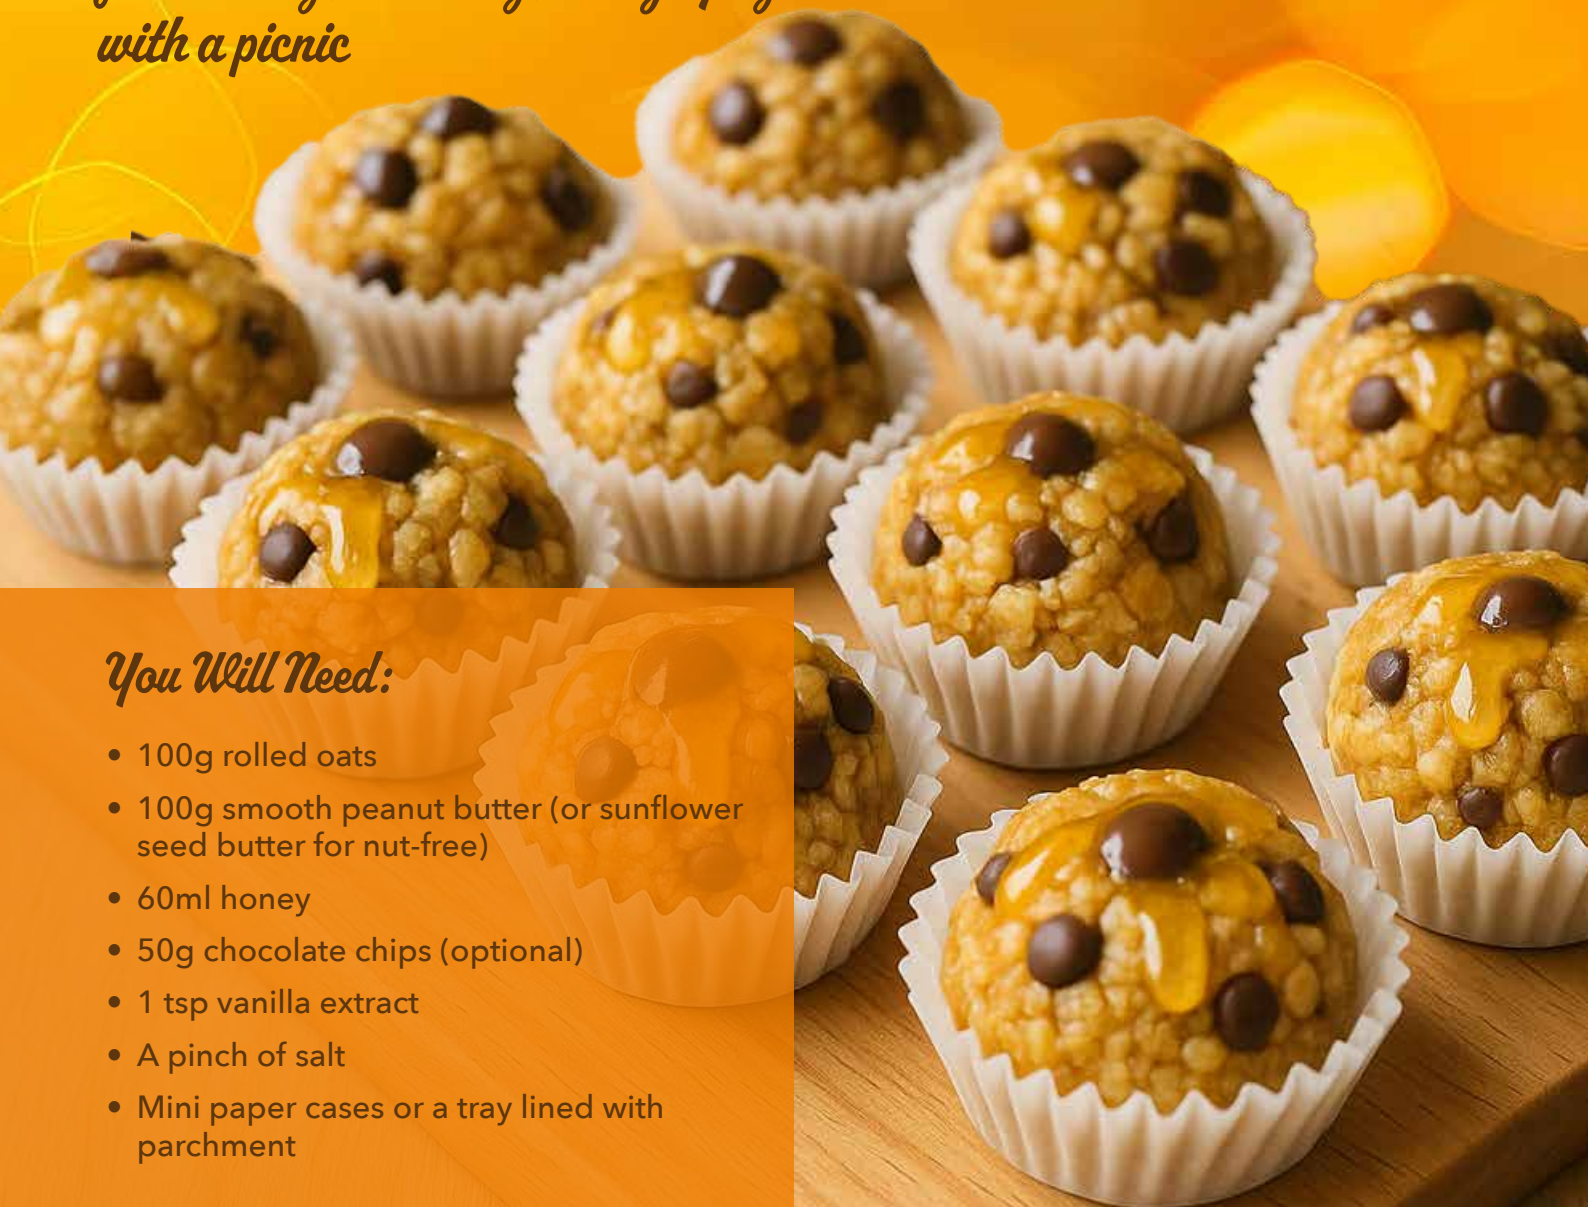 with a picnic
You Will Need:
• 100g rolled oats
• 100g smooth peanut butter (or sunflower
seed butter for nut-free)
• 60ml honey
• 50g chocolate chips (optional)
• 1 tsp vanilla extract
• A pinch of salt
• Mini paper cases or a tray lined with
parchment